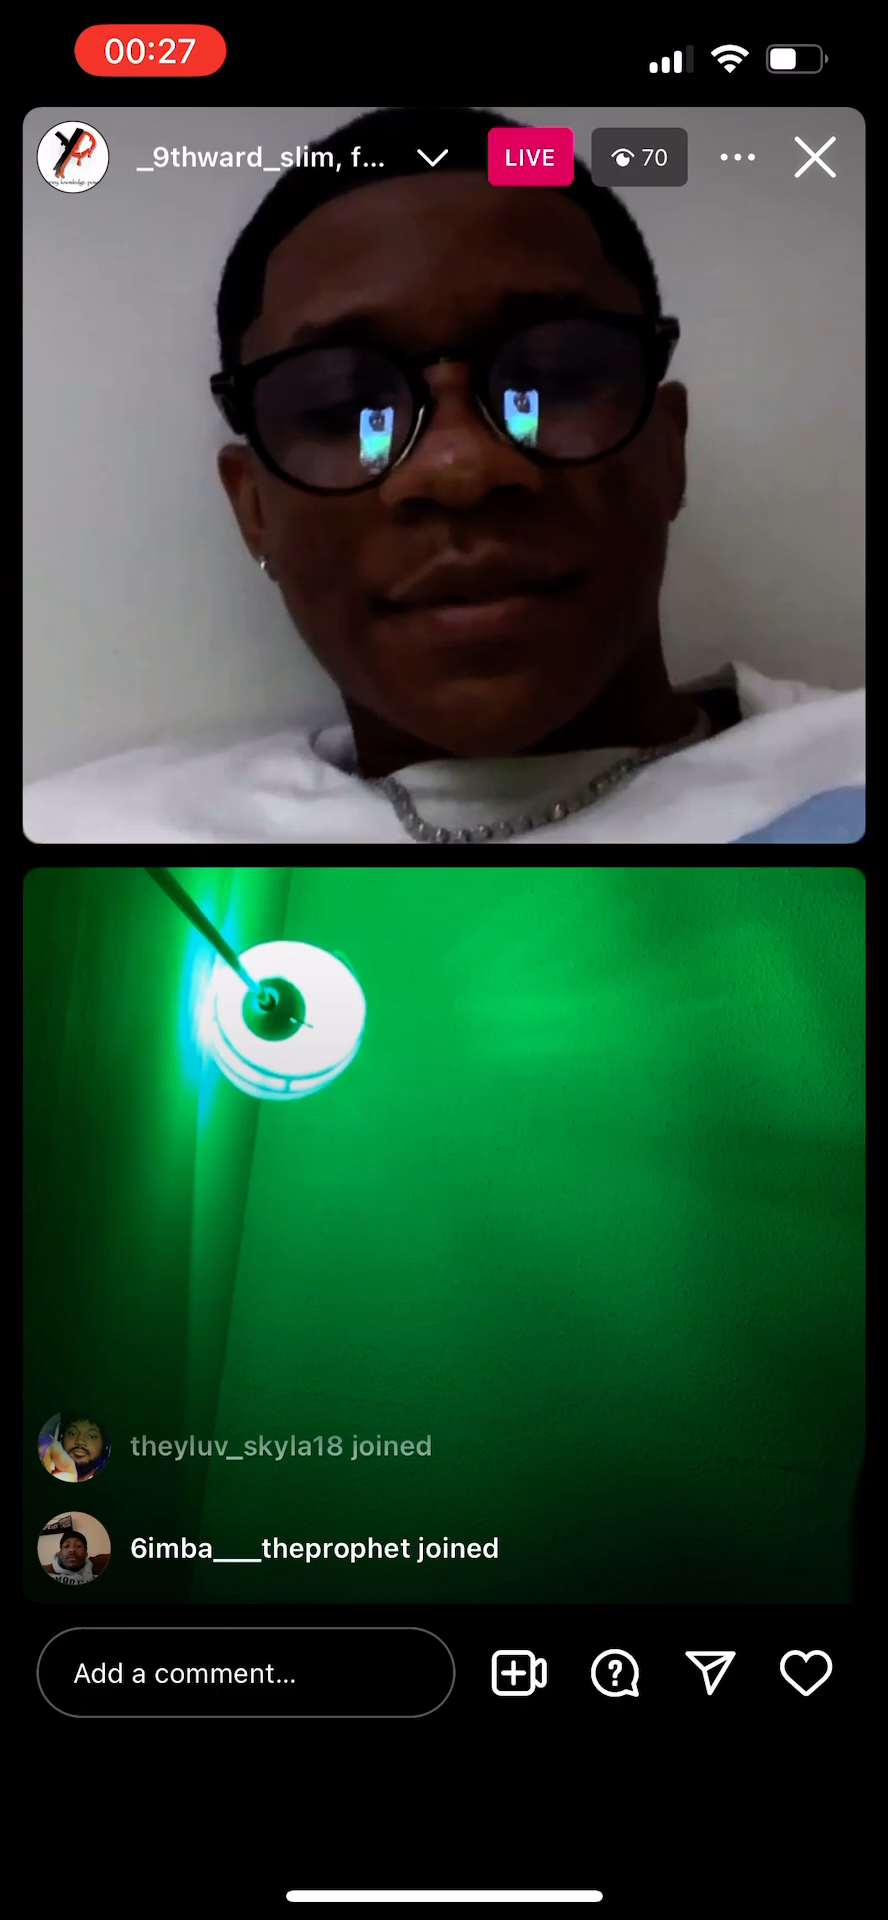 00:27
_9thward_slim, f...
LIVE
70
theyluv_skyla18 joined
6imba___theprophet joined
Add a comment...